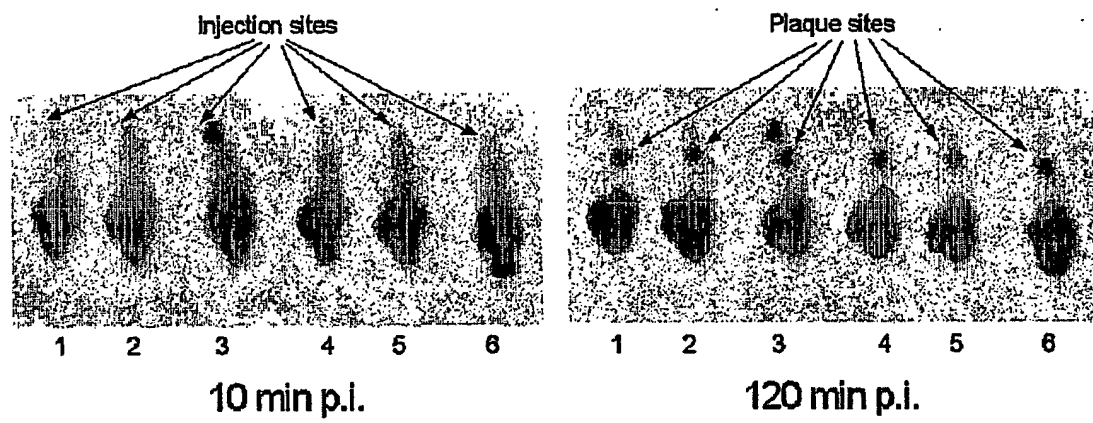 Injection sites
Plaque sites
1 2 3 4 5 6
1 2 3 4 5 6
10 min p.i.
120 min p.i.